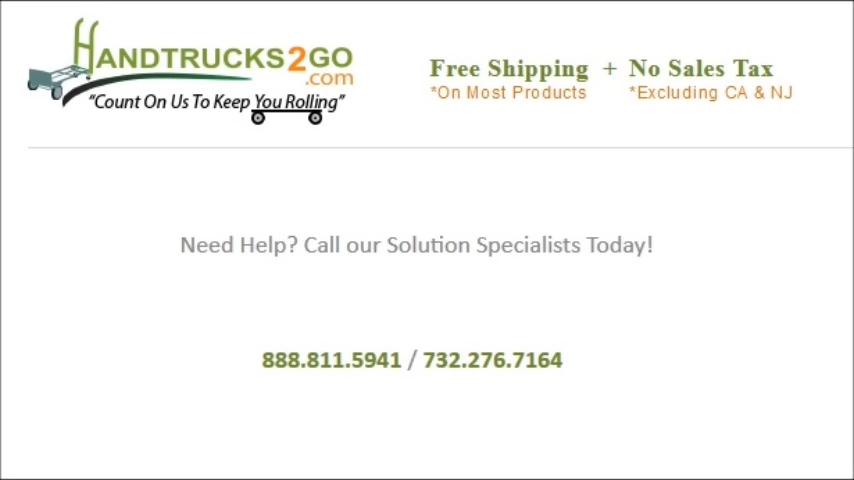 HANDTRUCKS2GO
.com
"Count On Us To Keep You Rolling"
Free Shipping + No Sales Tax
*On Most Products *Excluding CA & NJ
Need Help? Call our Solution Specialists Today!
888.811.5941 / 732.276.7164